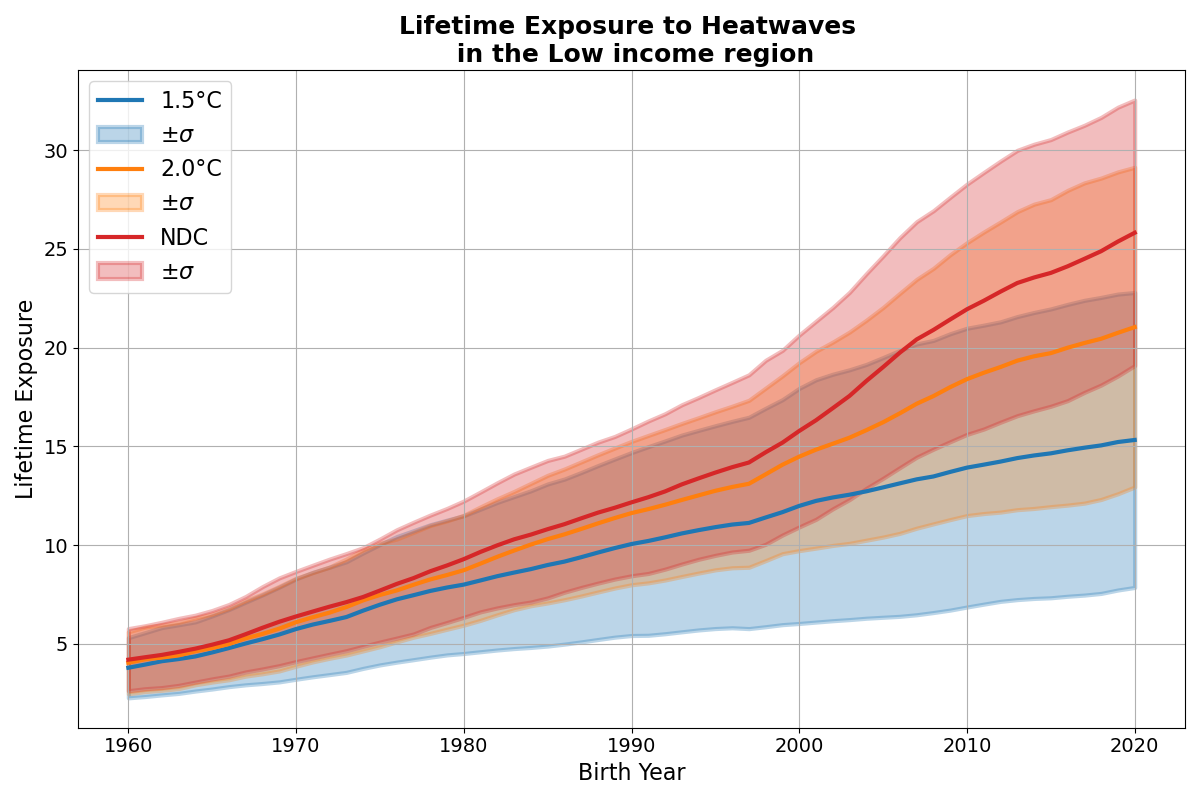 Lifetime Exposure to Heatwaves
in the Low income region
1.5°C
±σ
2.0°C
±σ
NDC
±σ
Lifetime Exposure
30
25
20
15
10
5
1960 1970 1980 1990 2000 2010 2020
Birth Year